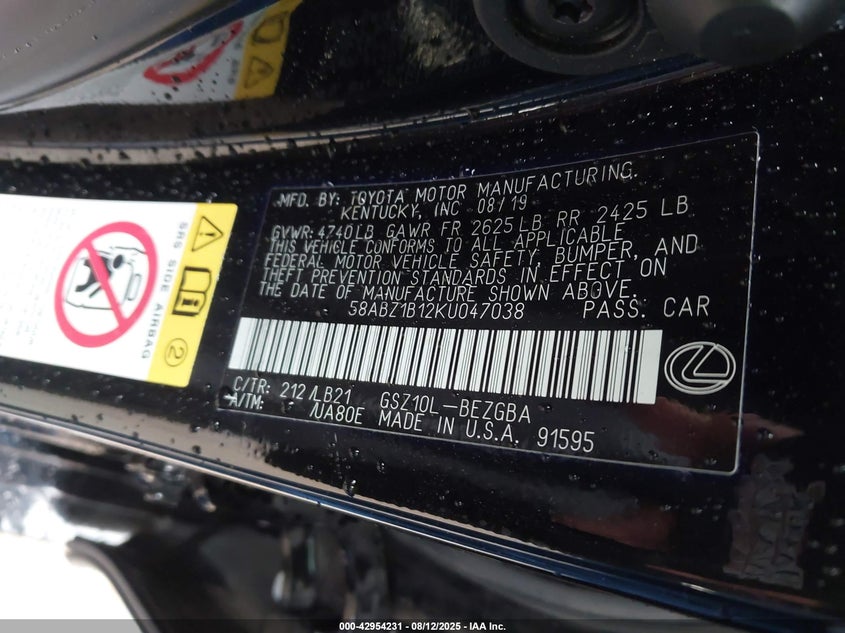 MFD. BY: TOYOTA MOTOR MANUFACTURING.
KENTUCKY, INC 08/19
GVWR: 4740LB GAWR FR 2625 LB RR 2425 LB
THIS VEHICLE CONFORMS TO ALL APPLICABLE
FEDERAL MOTOR VEHICLE SAFETY, BUMPER, AND
THEFT PREVENTION STANDARDS IN EFFECT ON
THE DATE OF MANUFACTURE SHOWN ABOVE.
58ABZ1B12KU047038 PASS. CAR
C/TR: 212/LB21 GSZ10L-BEZGBA
A/TM: /UA80E MADE IN U.S.A. 91595
SRS SIDE AIRBAG
2
000-42954231 - 08/12/2025 - IAA Inc.